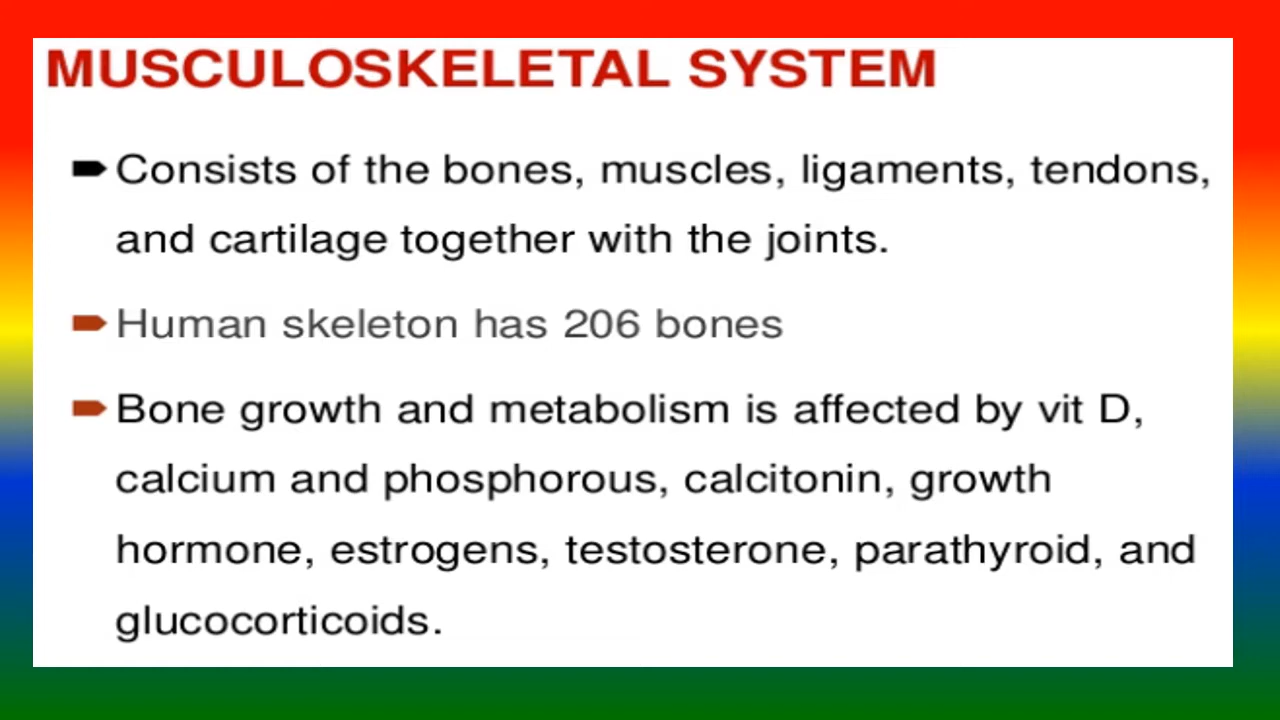 MUSCULOSKELETAL SYSTEM
Consists of the bones, muscles, ligaments, tendons,
and cartilage together with the joints.
Human skeleton has 206 bones
Bone growth and metabolism is affected by vit D,
calcium and phosphorous, calcitonin, growth
hormone, estrogens, testosterone, parathyroid, and
glucocorticoids.